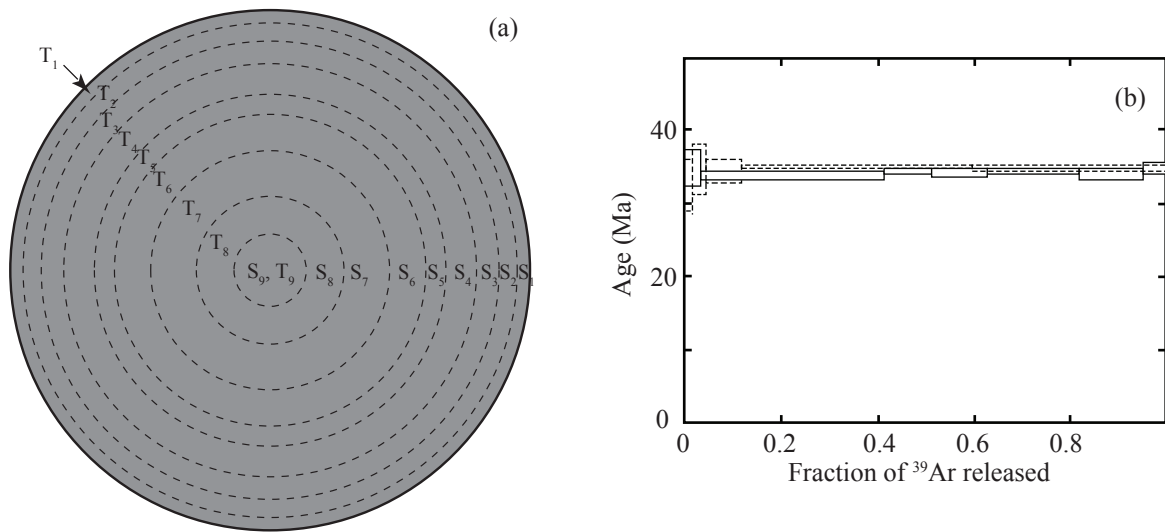 (a)
T₁
T₂
T₃
T₄
T₅
T₆
T₇
T₈
S₉, T₉ S₈ S₇ S₆ S₅ S₄ S₃ S₂ S₁
(b)
40
20
0
Age (Ma)
0 0.2 0.4 0.6 0.8
Fraction of ³⁹Ar released